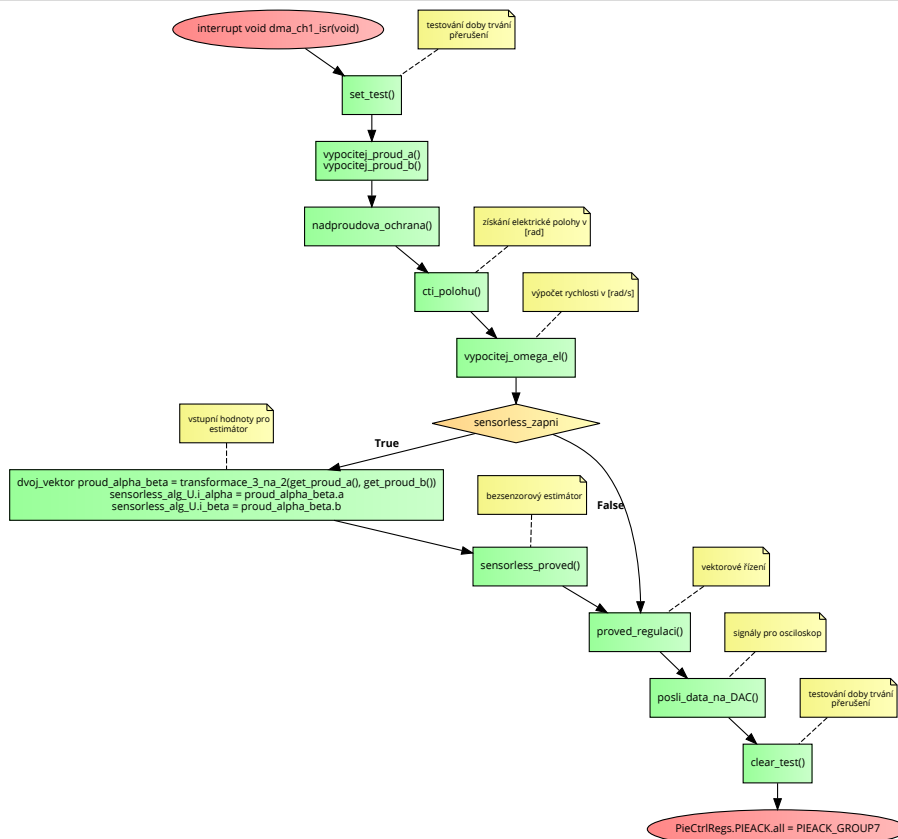 interrupt void dma_ch1_isr(void)
testování doby trvání
přerušení
set_test()
vypocitej_proud_a()
vypocitej_proud_b()
nadproudova_ochrana()
získání elektrické polohy v
[rad]
cti_polohu()
výpočet rychlosti v [rad/s]
vypocitej_omega_el()
sensorless_zapni
vstupní hodnoty pro
estimátor
True
dvoj_vektor proud_alpha_beta = transformace_3_na_2(get_proud_a(), get_proud_b())
sensorless_alg_U.i_alpha = proud_alpha_beta.a
sensorless_alg_U.i_beta = proud_alpha_beta.b
bezsenzorový estimátor
False
sensorless_proved()
vektorové řízení
proved_regulaci()
signály pro osciloskop
posli_data_na_DAC()
testování doby trvání
přerušení
clear_test()
PieCtrlRegs.PIEACK.all = PIEACK_GROUP7